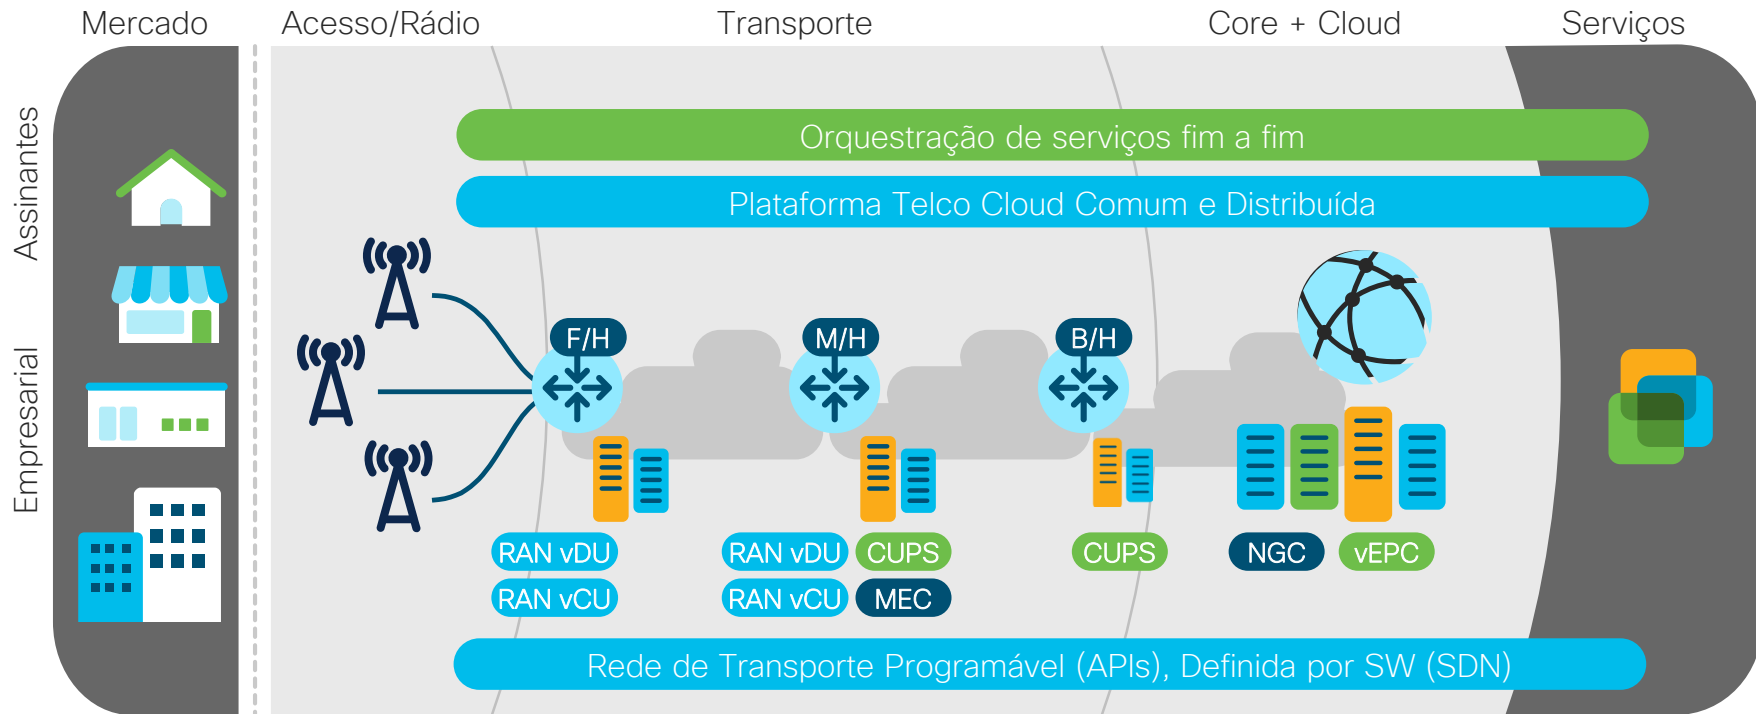 Mercado
Acesso/Rádio
Transporte
Core + Cloud
Serviços
Assinantes
Empresarial
Orquestração de serviços fim a fim
Plataforma Telco Cloud Comum e Distribuída
F/H
M/H
B/H
RAN vDU
RAN vCU
RAN vDU
CUPS
RAN vCU
MEC
CUPS
NGC
vEPC
Rede de Transporte Programável (APIs), Definida por SW (SDN)